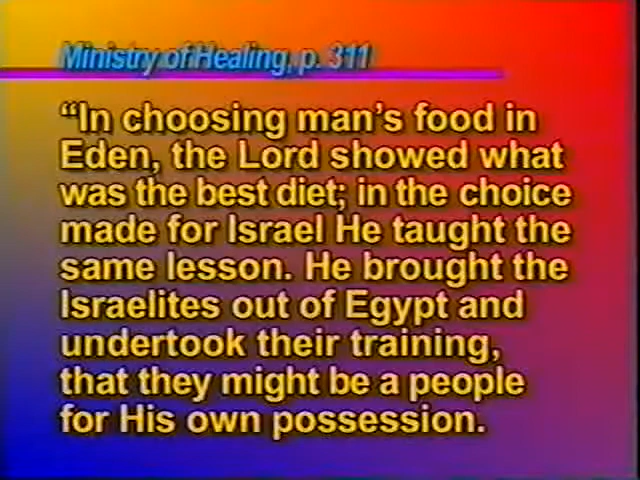 Ministry of Healing, p. 311
“In choosing man’s food in
Eden, the Lord showed what
was the best diet; in the choice
made for Israel He taught the
same lesson. He brought the
Israelites out of Egypt and
undertook their training,
that they might be a people
for His own possession.